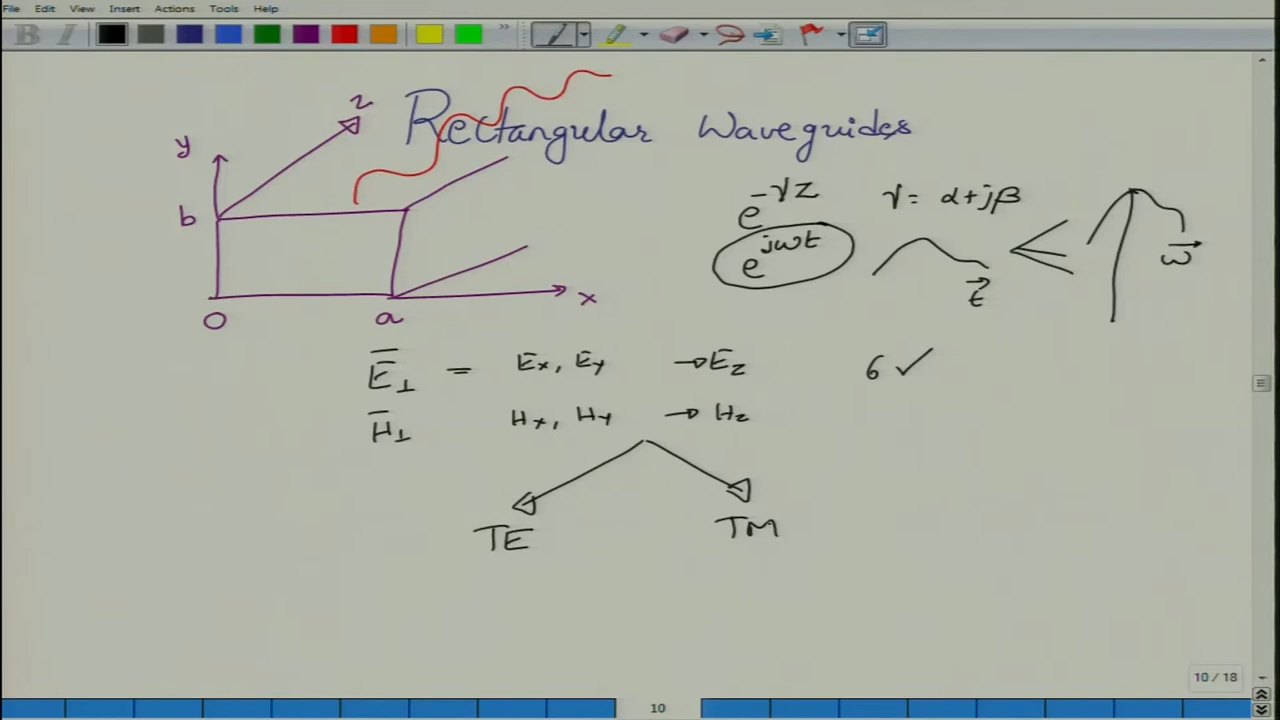 File Edit View Insert Actions Tools Help
B I
Rectangular Waveguides
z
y
b
0
a
x
e^{-γz} γ = α+jβ
e^{jωt}
t
ω
E̅⊥ = Ex, Ey → Ez 6 ✓
H̅⊥ Hx, Hy → Hz
TE TM
10 / 18
10